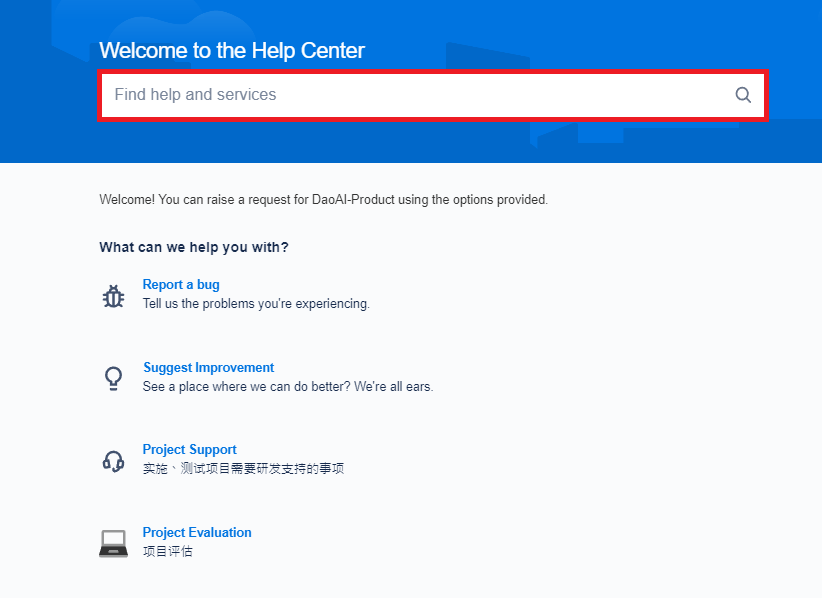 Welcome to the Help Center
Find help and services
Welcome! You can raise a request for DaoAI-Product using the options provided.
What can we help you with?
Report a bug
Tell us the problems you're experiencing.
Suggest Improvement
See a place where we can do better? We're all ears.
Project Support
实施、测试项目需要研发支持的事项
Project Evaluation
项目评估